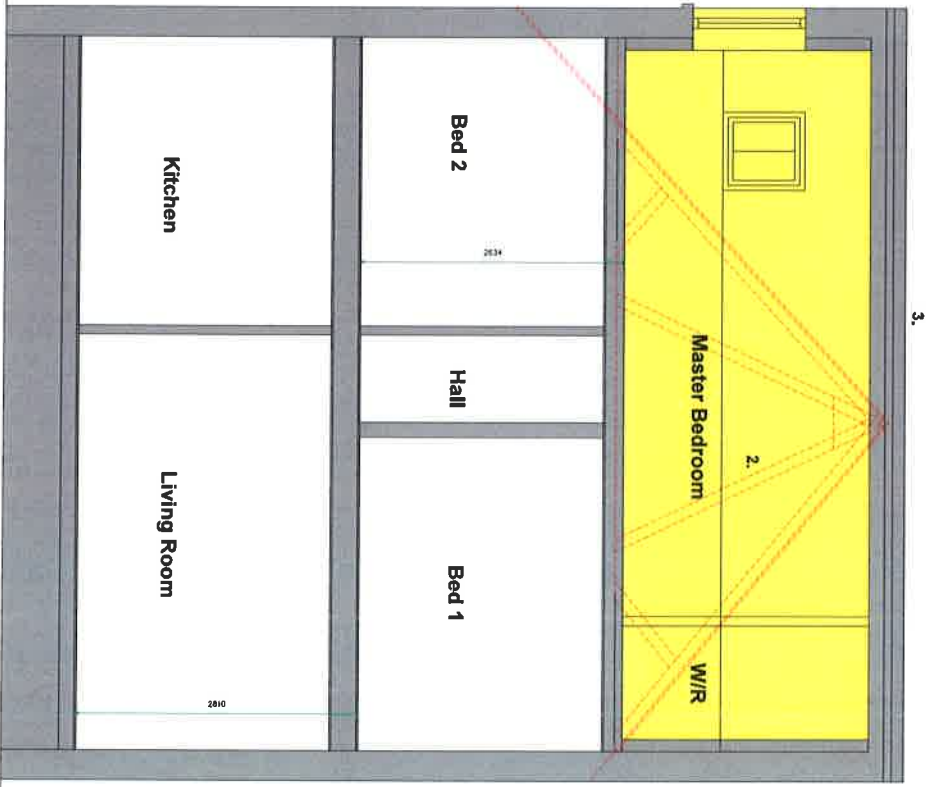 3.
2.
Master Bedroom
W/R
Bed 2
2634
Hall
Bed 1
Kitchen
Living Room
2810